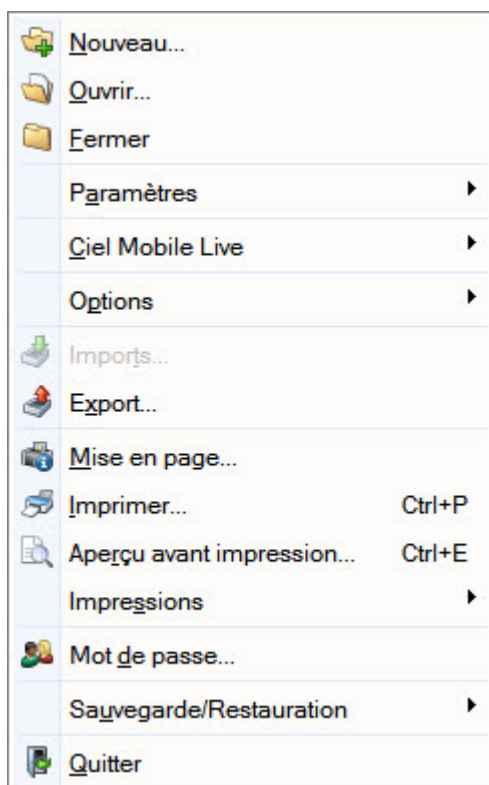 Nouveau...
Ouvrir...
Fermer
Paramètres
Ciel Mobile Live
Options
Imports...
Export...
Mise en page...
Imprimer... Ctrl+P
Aperçu avant impression... Ctrl+E
Impressions
Mot de passe...
Sauvegarde/Restauration
Quitter